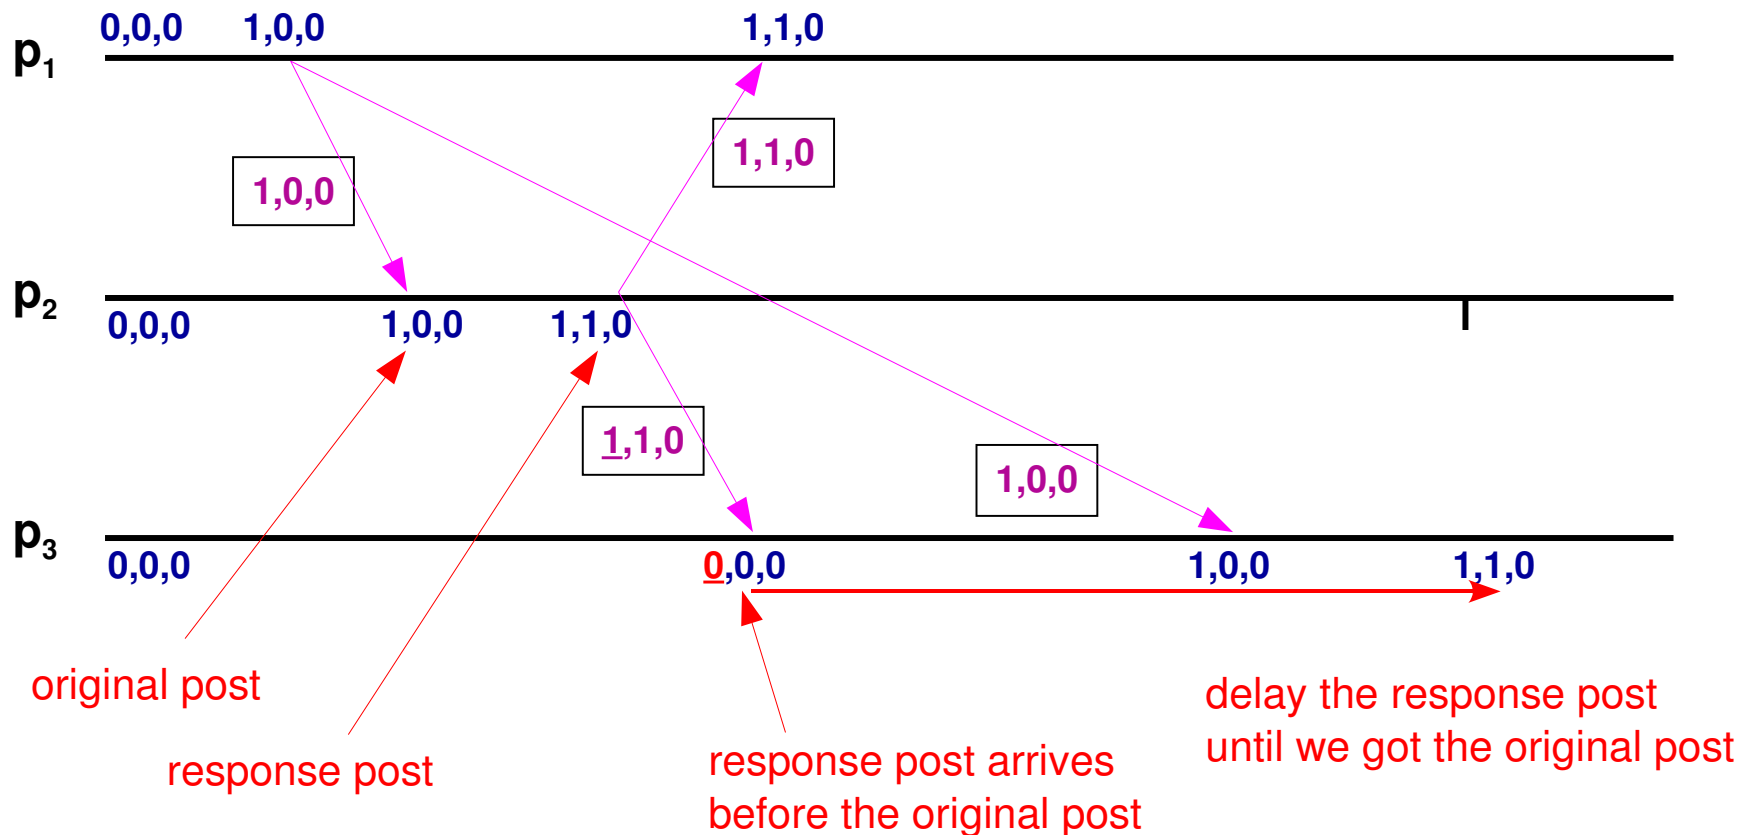 0,0,0 1,0,0 1,1,0
p1
1,1,0
1,0,0
p2
0,0,0 1,0,0 1,1,0
1,1,0
1,0,0
p3
0,0,0 0,0,0 1,0,0 1,1,0
original post
response post
response post arrives
before the original post
delay the response post
until we got the original post